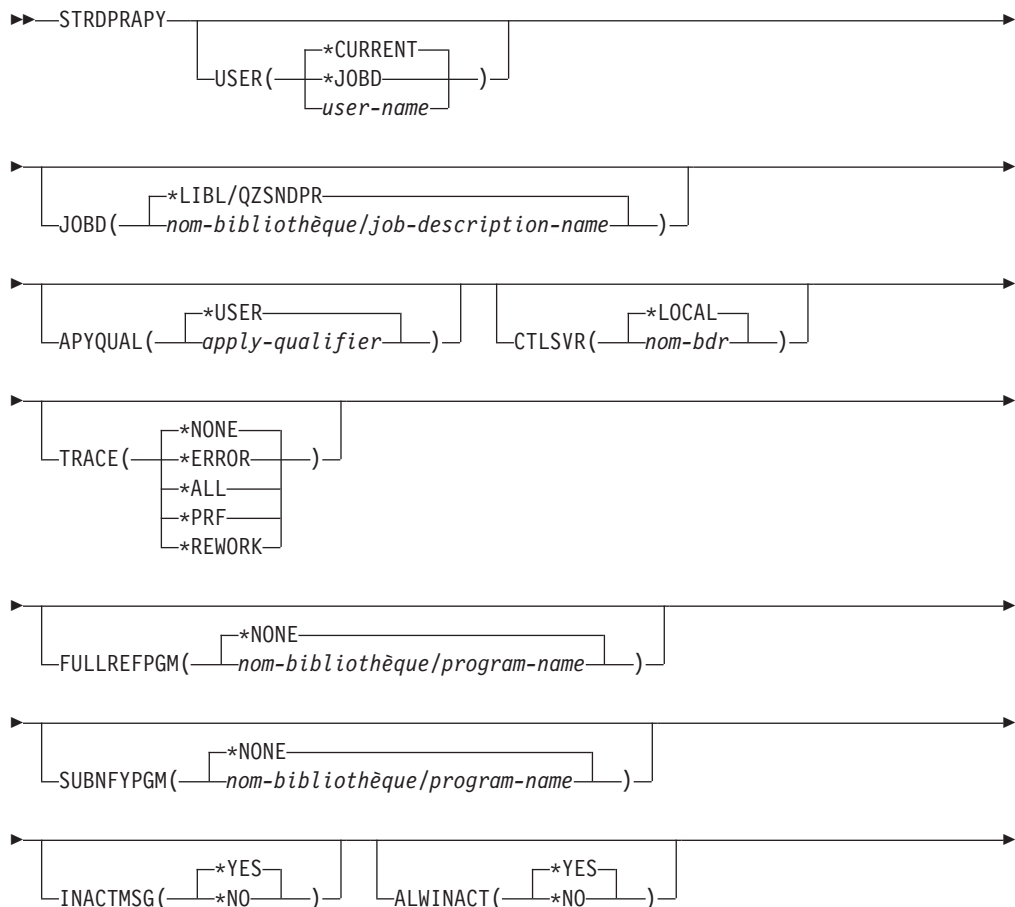 STRDPRAPY
*CURRENT
USER( *JOBD )
user-name
*LIBL/QZSNDPR
JOBD( nom-bibliothèque/job-description-name )
*USER *LOCAL
APYQUAL( apply-qualifier ) CTLSVR( nom-bdr )
*NONE
TRACE( *ERROR )
*ALL
*PRF
*REWORK
*NONE
FULLREFPGM( nom-bibliothèque/program-name )
*NONE
SUBNFYPGM( nom-bibliothèque/program-name )
*YES *YES
INACTMSG( *NO ) ALWINACT( *NO )